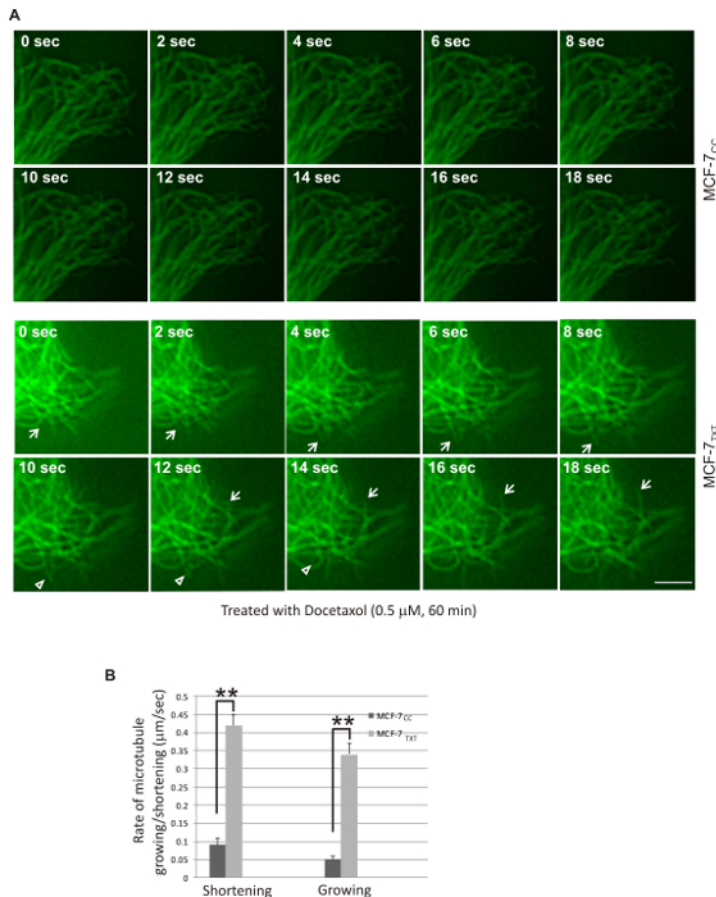 A
0 sec 2 sec 4 sec 6 sec 8 sec
10 sec 12 sec 14 sec 16 sec 18 sec
MCF-7CC
0 sec 2 sec 4 sec 6 sec 8 sec
10 sec 12 sec 14 sec 16 sec 18 sec
MCF-7TXT
Treated with Docetaxol (0.5 µM, 60 min)
B
Rate of microtubule
growing/shortening (µm/sec)
0.5
0.45
0.4
0.35
0.3
0.25
0.2
0.15
0.1
0.05
0
** **
MCF-7CC
MCF-7 TXT
Shortening Growing